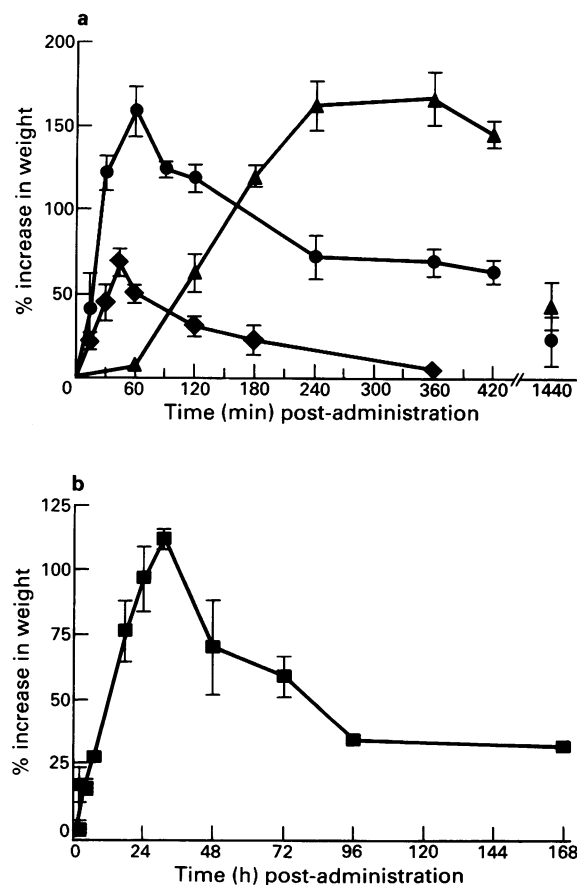 a
200
150
100
50
0
% increase in weight
60 120 180 240 300 360 420 1440
Time (min) post-administration
b
125
100
75
50
25
0
% increase in weight
0 24 48 72 96 120 144 168
Time (h) post-administration